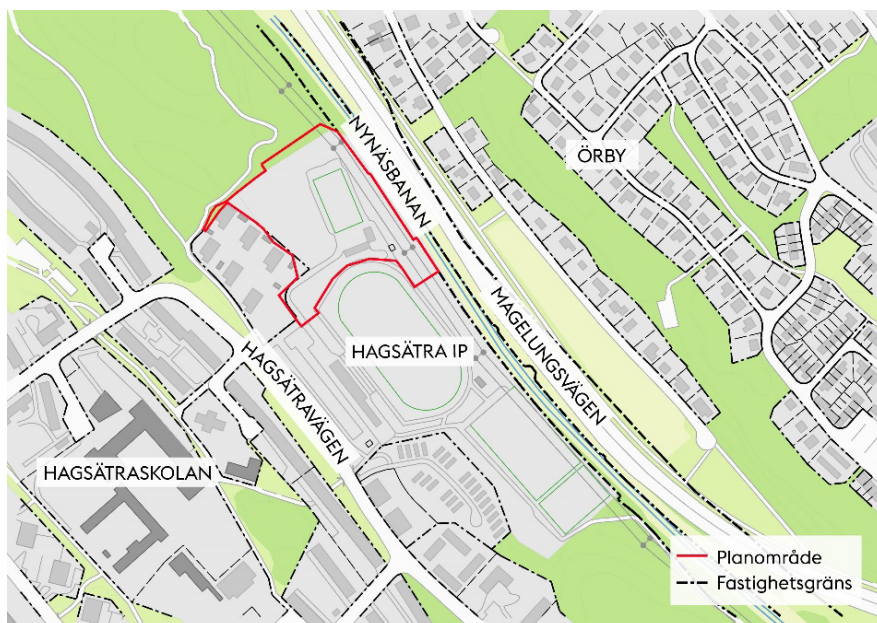 NYNÄSBANAN
ÖRBY
MAGELUNGSVÄGEN
HAGSÄTRA IP
HAGSÄTRAVÄGEN
HAGSÄTRASKOLAN
Planområde
Fastighetsgräns